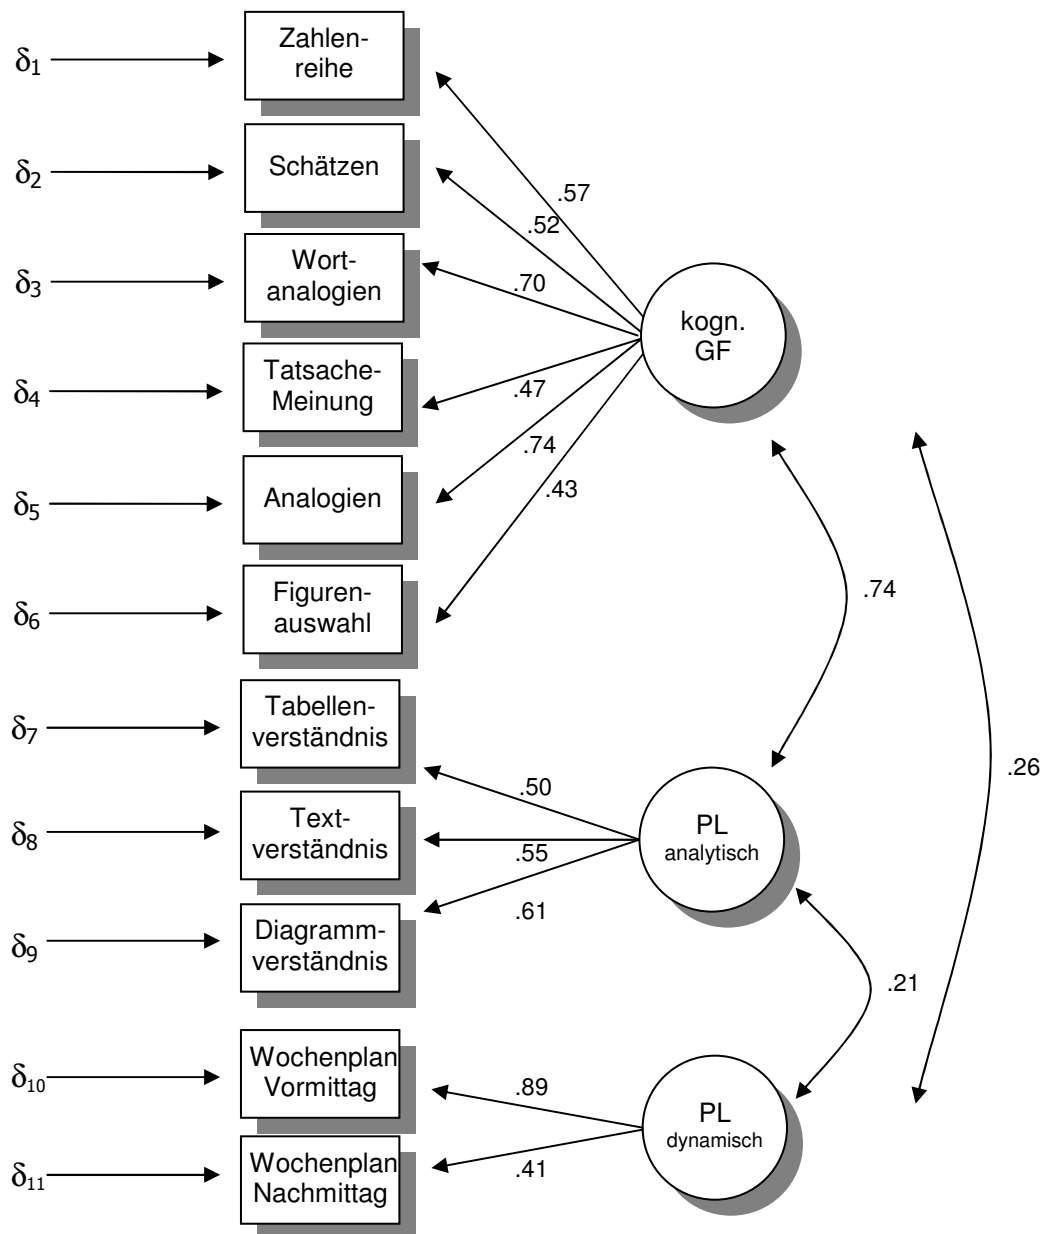 δ1
Zahlen-
reihe
δ2
Schätzen
.57
.52
δ3
Wort-
analogien
.70
kogn.
GF
δ4
Tatsache-
Meinung
.47
.74
δ5
Analogien
.43
δ6
Figuren-
auswahl
.74
δ7
Tabellen-
verständnis
.26
.50
δ8
Text-
verständnis
.55
PL
analytisch
.61
δ9
Diagramm-
verständnis
.21
δ10
Wochenplan
Vormittag
.89
PL
dynamisch
δ11
Wochenplan
Nachmittag
.41